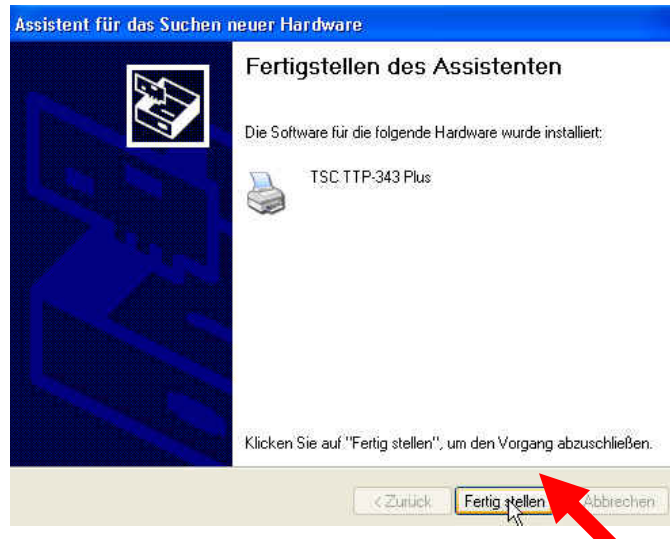 Assistent für das Suchen neuer Hardware
Fertigstellen des Assistenten
Die Software für die folgende Hardware wurde installiert:
TSC TTP-343 Plus
Klicken Sie auf "Fertig stellen", um den Vorgang abzuschließen.
< Zurück Fertig stellen Abbrechen